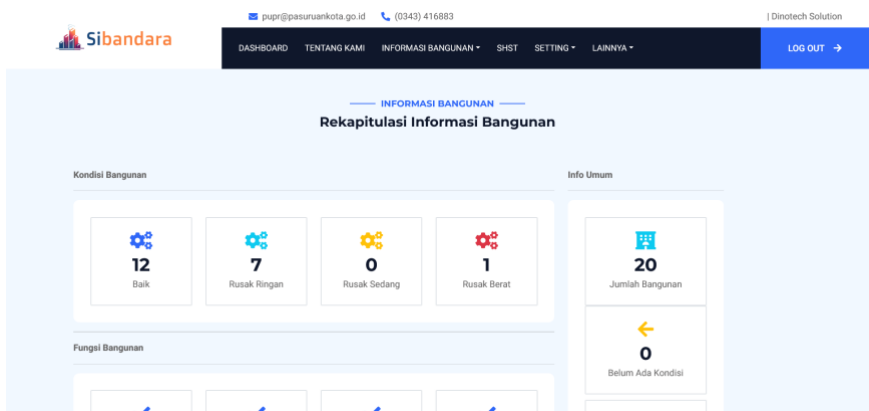 pupr@pasuruankota.go.id (0343) 416883 | Dinotech Solution
Sibandara
DASHBOARD TENTANG KAMI INFORMASI BANGUNAN SHST SETTING LAINNYA LOG OUT →
INFORMASI BANGUNAN
Rekapitulasi Informasi Bangunan
Kondisi Bangunan
12
Baik
7
Rusak Ringan
0
Rusak Sedang
1
Rusak Berat
Info Umum
20
Jumlah Bangunan
0
Belum Ada Kondisi
Fungsi Bangunan